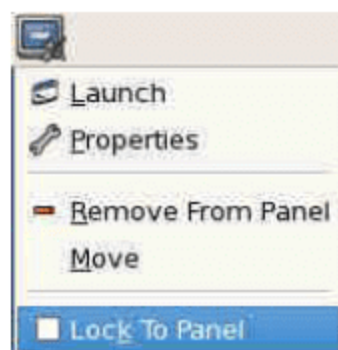 Launch
Properties
Remove From Panel
Move
Lock To Panel